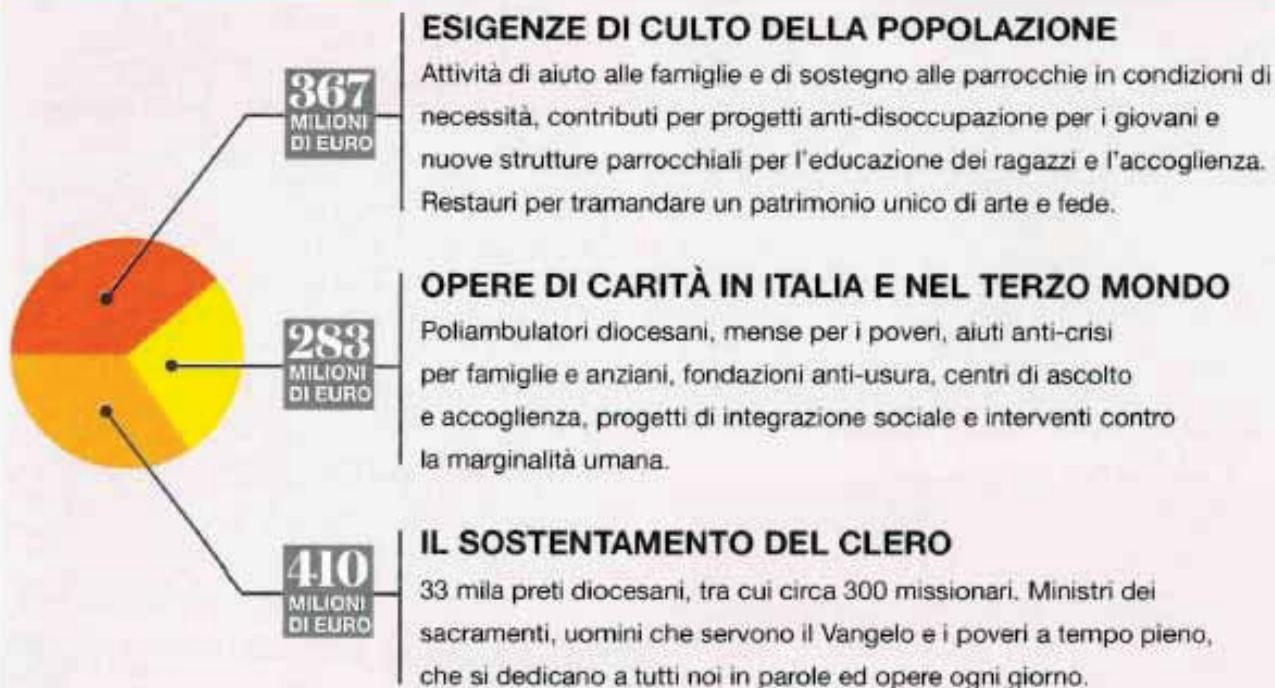 ESIGENZE DI CULTO DELLA POPOLAZIONE
367
MILIONI
DI EURO
Attività di aiuto alle famiglie e di sostegno alle parrocchie in condizioni di
necessità, contributi per progetti anti-disoccupazione per i giovani e
nuove strutture parrocchiali per l'educazione dei ragazzi e l'accoglienza.
Restauri per tramandare un patrimonio unico di arte e fede.
OPERE DI CARITÀ IN ITALIA E NEL TERZO MONDO
283
MILIONI
DI EURO
Poliambulatori diocesani, mense per i poveri, aiuti anti-crisi
per famiglie e anziani, fondazioni anti-usura, centri di ascolto
e accoglienza, progetti di integrazione sociale e interventi contro
la marginalità umana.
IL SOSTENTAMENTO DEL CLERO
410
MILIONI
DI EURO
33 mila preti diocesani, tra cui circa 300 missionari. Ministri dei
sacramenti, uomini che servono il Vangelo e i poveri a tempo pieno,
che si dedicano a tutti noi in parole ed opere ogni giorno.